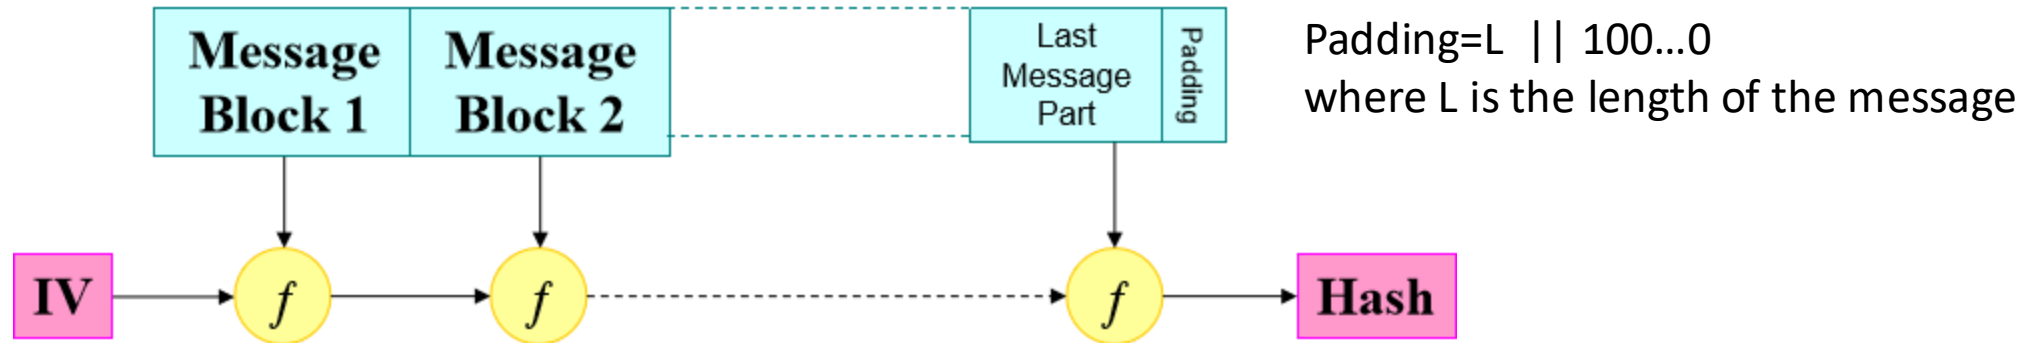 Message
Block 1
Message
Block 2
Last
Message
Part
Padding
Padding=L || 100...0
where L is the length of the message
IV
f
f
f
Hash